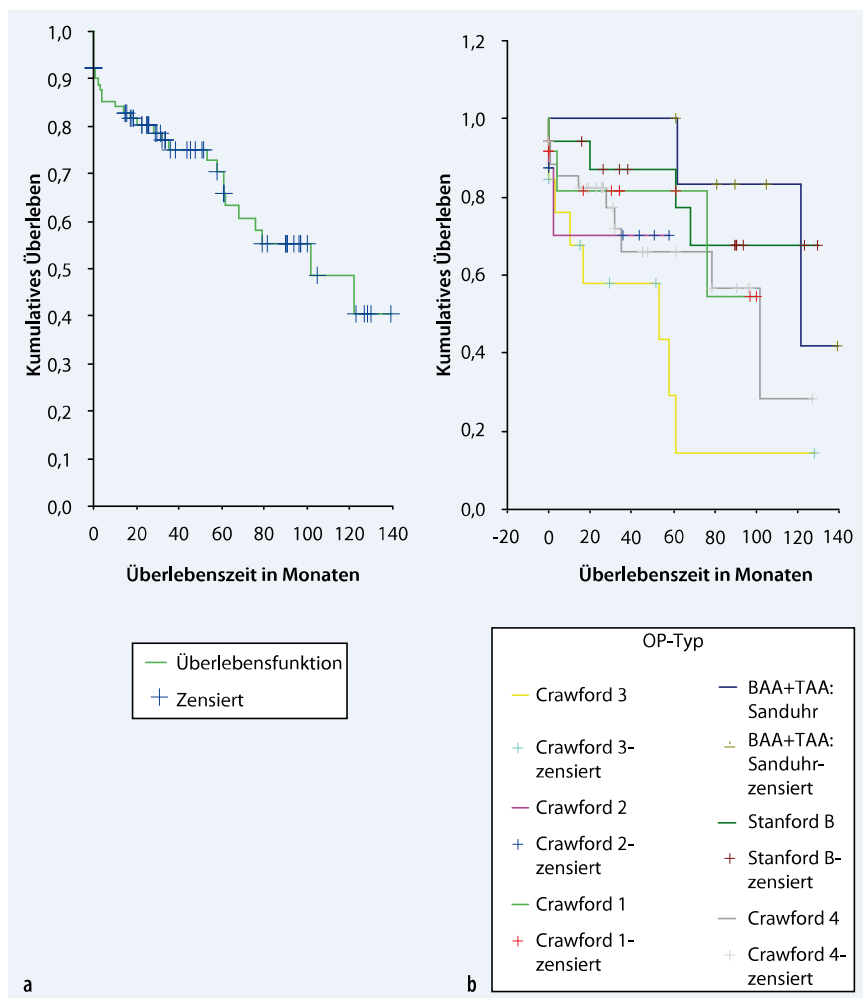 1,0
0,9
0,8
0,7
0,6
0,5
0,4
0,3
0,2
0,1
0,0
Kumulatives Überleben
0 20 40 60 80 100 120 140
Überlebenszeit in Monaten
Überlebensfunktion
Zensiert
a
1,2
1,0
0,8
0,6
0,4
0,2
0,0
Kumulatives Überleben
-20 0 20 40 60 80 100 120 140
Überlebenszeit in Monaten
OP-Typ
Crawford 3
Crawford 3-
zensiert
Crawford 2
Crawford 2-
zensiert
Crawford 1
Crawford 1-
zensiert
BAA+TAA:
Sanduhr
BAA+TAA:
Sanduhr-
zensiert
Stanford B
Stanford B-
zensiert
Crawford 4
Crawford 4-
zensiert
b